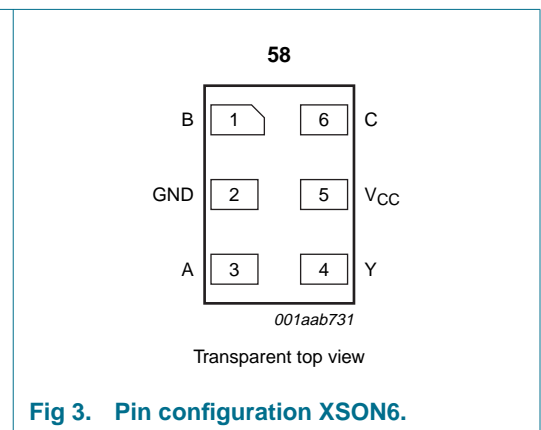 58
B 1 6 C
GND 2 5 VCC
A 3 4 Y
001aab731
Transparent top view
Fig 3. Pin configuration XSON6.